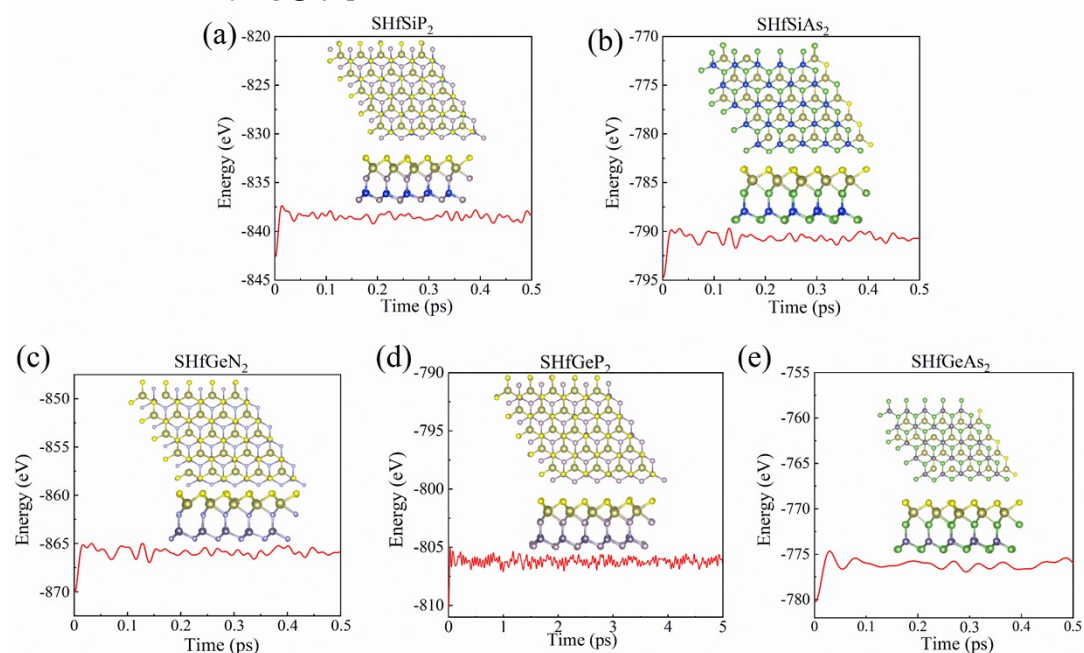 (a)
SHfSiP2
-820
-825
-830
-835
-840
-845
Energy (eV)
0 0.1 0.2 0.3 0.4 0.5
Time (ps)
(b)
SHfSiAs2
-770
-775
-780
-785
-790
-795
Energy (eV)
0 0.1 0.2 0.3 0.4 0.5
Time (ps)
(c)
SHfGeN2
-850
-855
-860
-865
-870
Energy (eV)
0 0.1 0.2 0.3 0.4 0.5
Time (ps)
(d)
SHfGeP2
-790
-795
-800
-805
-810
Energy (eV)
0 1 2 3 4 5
Time (ps)
(e)
SHfGeAs2
-755
-760
-765
-770
-775
-780
Energy (eV)
0 0.1 0.2 0.3 0.4 0.5
Time (ps)